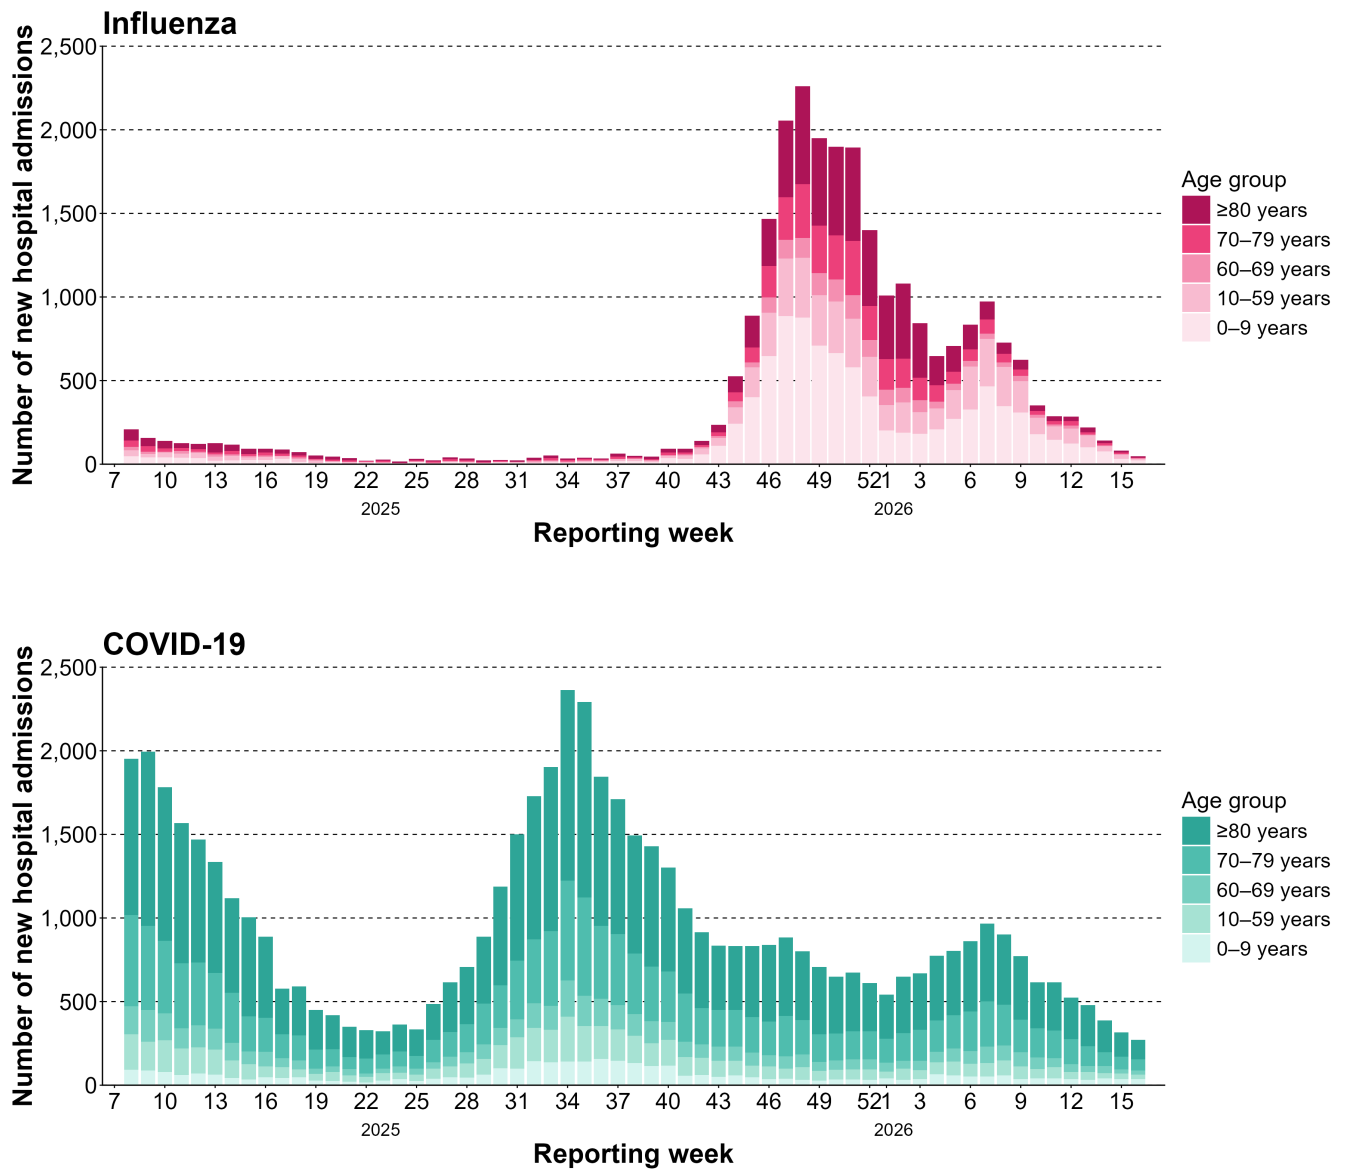 Influenza
Number of new hospital admissions
2,500
2,000
1,500
1,000
500
0
7 10 13 16 19 22 25 28 31 34 37 40 43 46 49 52 1 3 6 9 12 15
2025 2026
Reporting week
Age group
≥80 years
70–79 years
60–69 years
10–59 years
0–9 years
COVID-19
Number of new hospital admissions
2,500
2,000
1,500
1,000
500
0
7 10 13 16 19 22 25 28 31 34 37 40 43 46 49 52 1 3 6 9 12 15
2025 2026
Reporting week
Age group
≥80 years
70–79 years
60–69 years
10–59 years
0–9 years